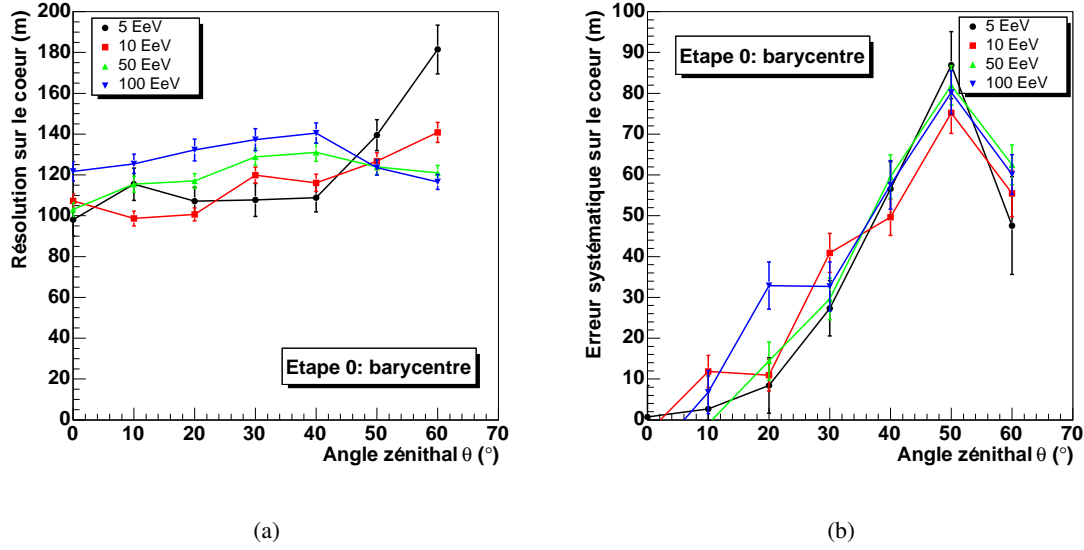 Résolution sur le coeur (m)
200
180
160
140
120
100
80
60
40
20
0
5 EeV
10 EeV
50 EeV
100 EeV
Etape 0: barycentre
0 10 20 30 40 50 60 70
Angle zénithal θ (°)
(a)
Erreur systématique sur le coeur (m)
100
90
80
70
60
50
40
30
20
10
0
Etape 0: barycentre
5 EeV
10 EeV
50 EeV
100 EeV
0 10 20 30 40 50 60 70
Angle zénithal θ (°)
(b)